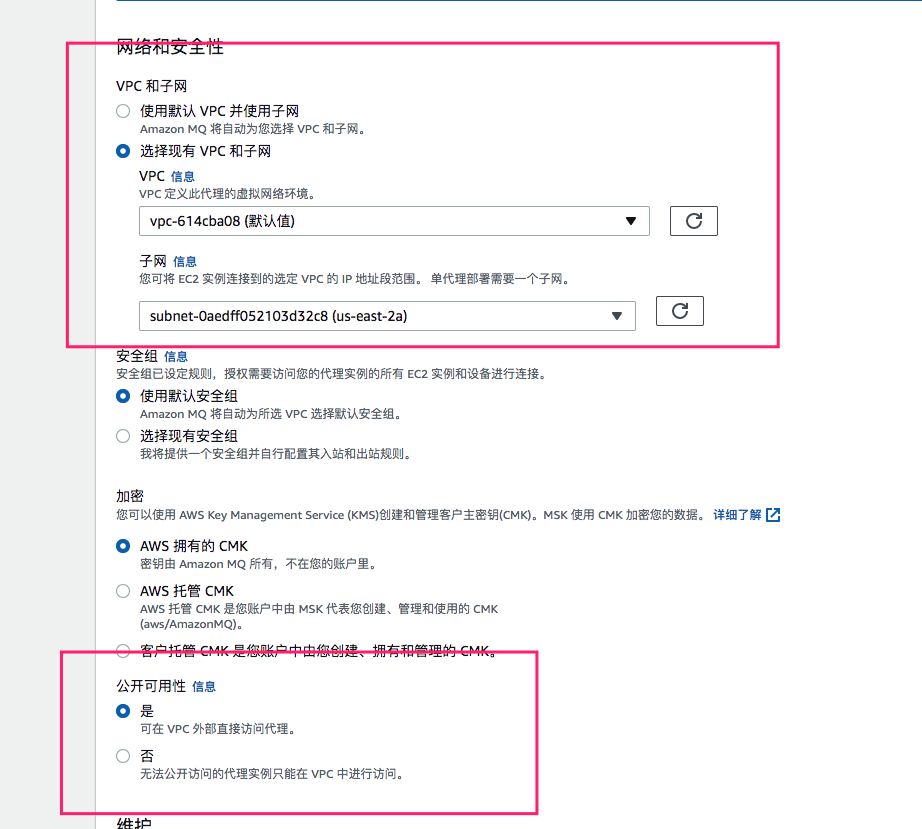 网络和安全性
VPC 和子网
使用默认 VPC 并使用子网
Amazon MQ 将自动为您选择 VPC 和子网。
选择现有 VPC 和子网
VPC 信息
VPC 定义此代理的虚拟网络环境。
vpc-614cba08 (默认值)
子网 信息
您可将 EC2 实例连接到的选定 VPC 的 IP 地址段范围。 单代理部署需要一个子网。
subnet-0aedff052103d32c8 (us-east-2a)
安全组 信息
安全组已设定规则，授权需要访问您的代理实例的所有 EC2 实例和设备进行连接。
使用默认安全组
Amazon MQ 将自动为所选 VPC 选择默认安全组。
选择现有安全组
我将提供一个安全组并自行配置其入站和出站规则。
加密
您可以使用 AWS Key Management Service (KMS)创建和管理客户主密钥(CMK)。MSK 使用 CMK 加密您的数据。 详细了解
AWS 拥有的 CMK
密钥由 Amazon MQ 所有，不在您的账户里。
AWS 托管 CMK
AWS 托管 CMK 是您账户中由 MSK 代表您创建、管理和使用的 CMK
(aws/AmazonMQ)。
客户托管 CMK 是您账户中由您创建、拥有和管理的 CMK。
公开可用性 信息
是
可在 VPC 外部直接访问代理。
否
无法公开访问的代理实例只能在 VPC 中进行访问。
维护